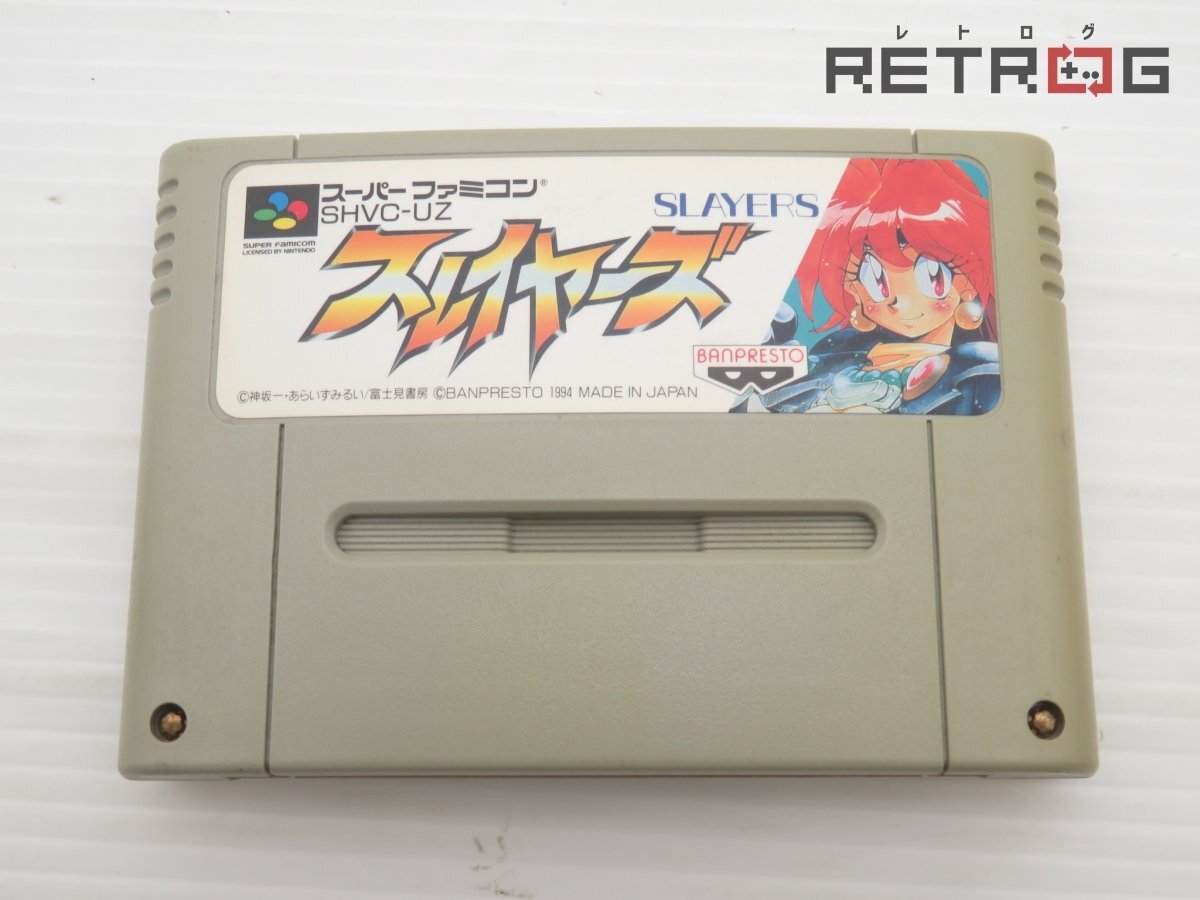 レトログ
RETROG
スーパーファミコン®
SHVC-UZ
SUPER FAMICOM
LICENSED BY NINTENDO
SLAYERS
スレイヤーズ
BANPRESTO
©神坂一・あらいずみるい/富士見書房 ©BANPRESTO 1994 MADE IN JAPAN